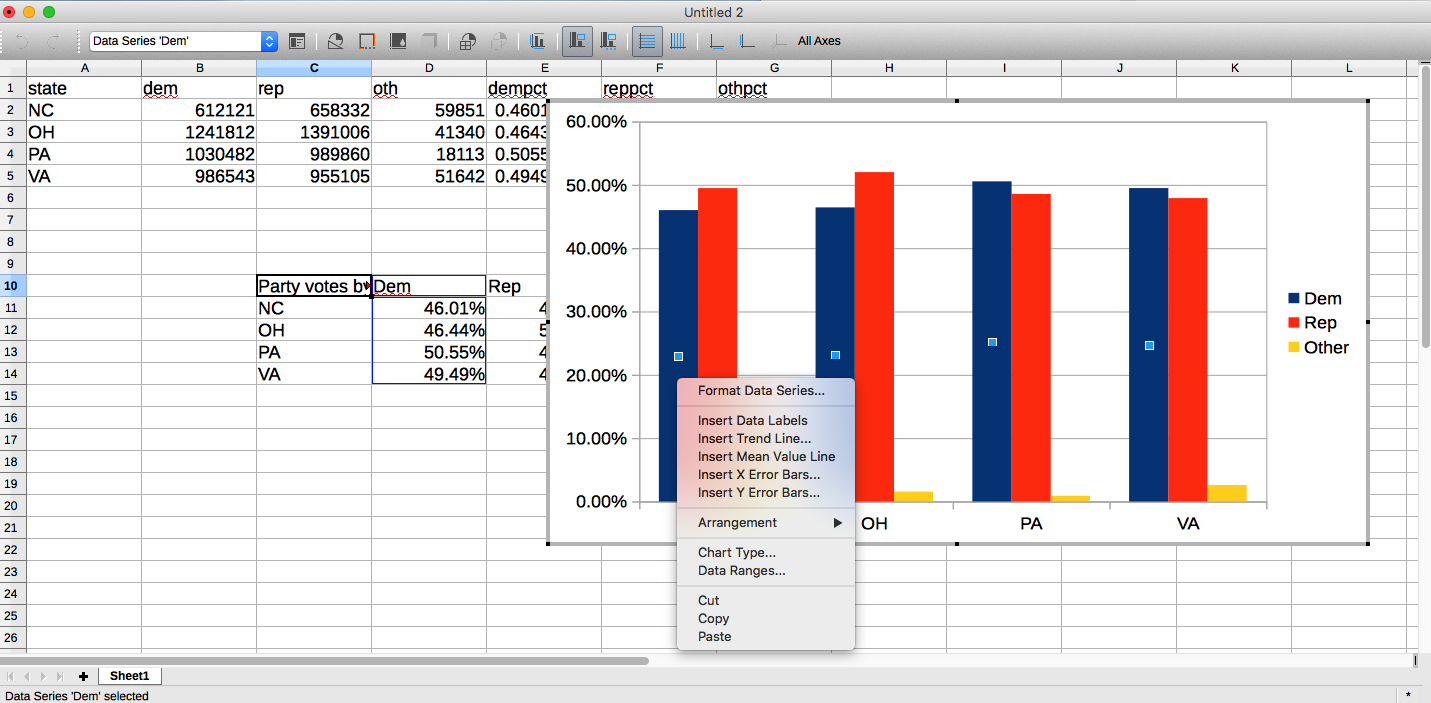 Untitled 2
Data Series 'Dem' All Axes
A B C D E F G H I J K L
1 state dem rep oth dempct reppct othpct
2 NC 612121 658332 59851 0.4601
3 OH 1241812 1391006 41340 0.4643
4 PA 1030482 989860 18113 0.5055
5 VA 986543 955105 51642 0.4949
6
7
8
9
10 Party votes by Dem Rep
11 NC 46.01% 4
12 OH 46.44% 5
13 PA 50.55% 4
14 VA 49.49% 4
15
16
17
18
19
20
21
22
23
24
25
26
60.00%
50.00%
40.00%
30.00%
20.00%
10.00%
0.00%
OH PA VA
Dem
Rep
Other
Format Data Series...
Insert Data Labels
Insert Trend Line...
Insert Mean Value Line
Insert X Error Bars...
Insert Y Error Bars...
Arrangement
Chart Type...
Data Ranges...
Cut
Copy
Paste
Sheet1
Data Series 'Dem' selected *